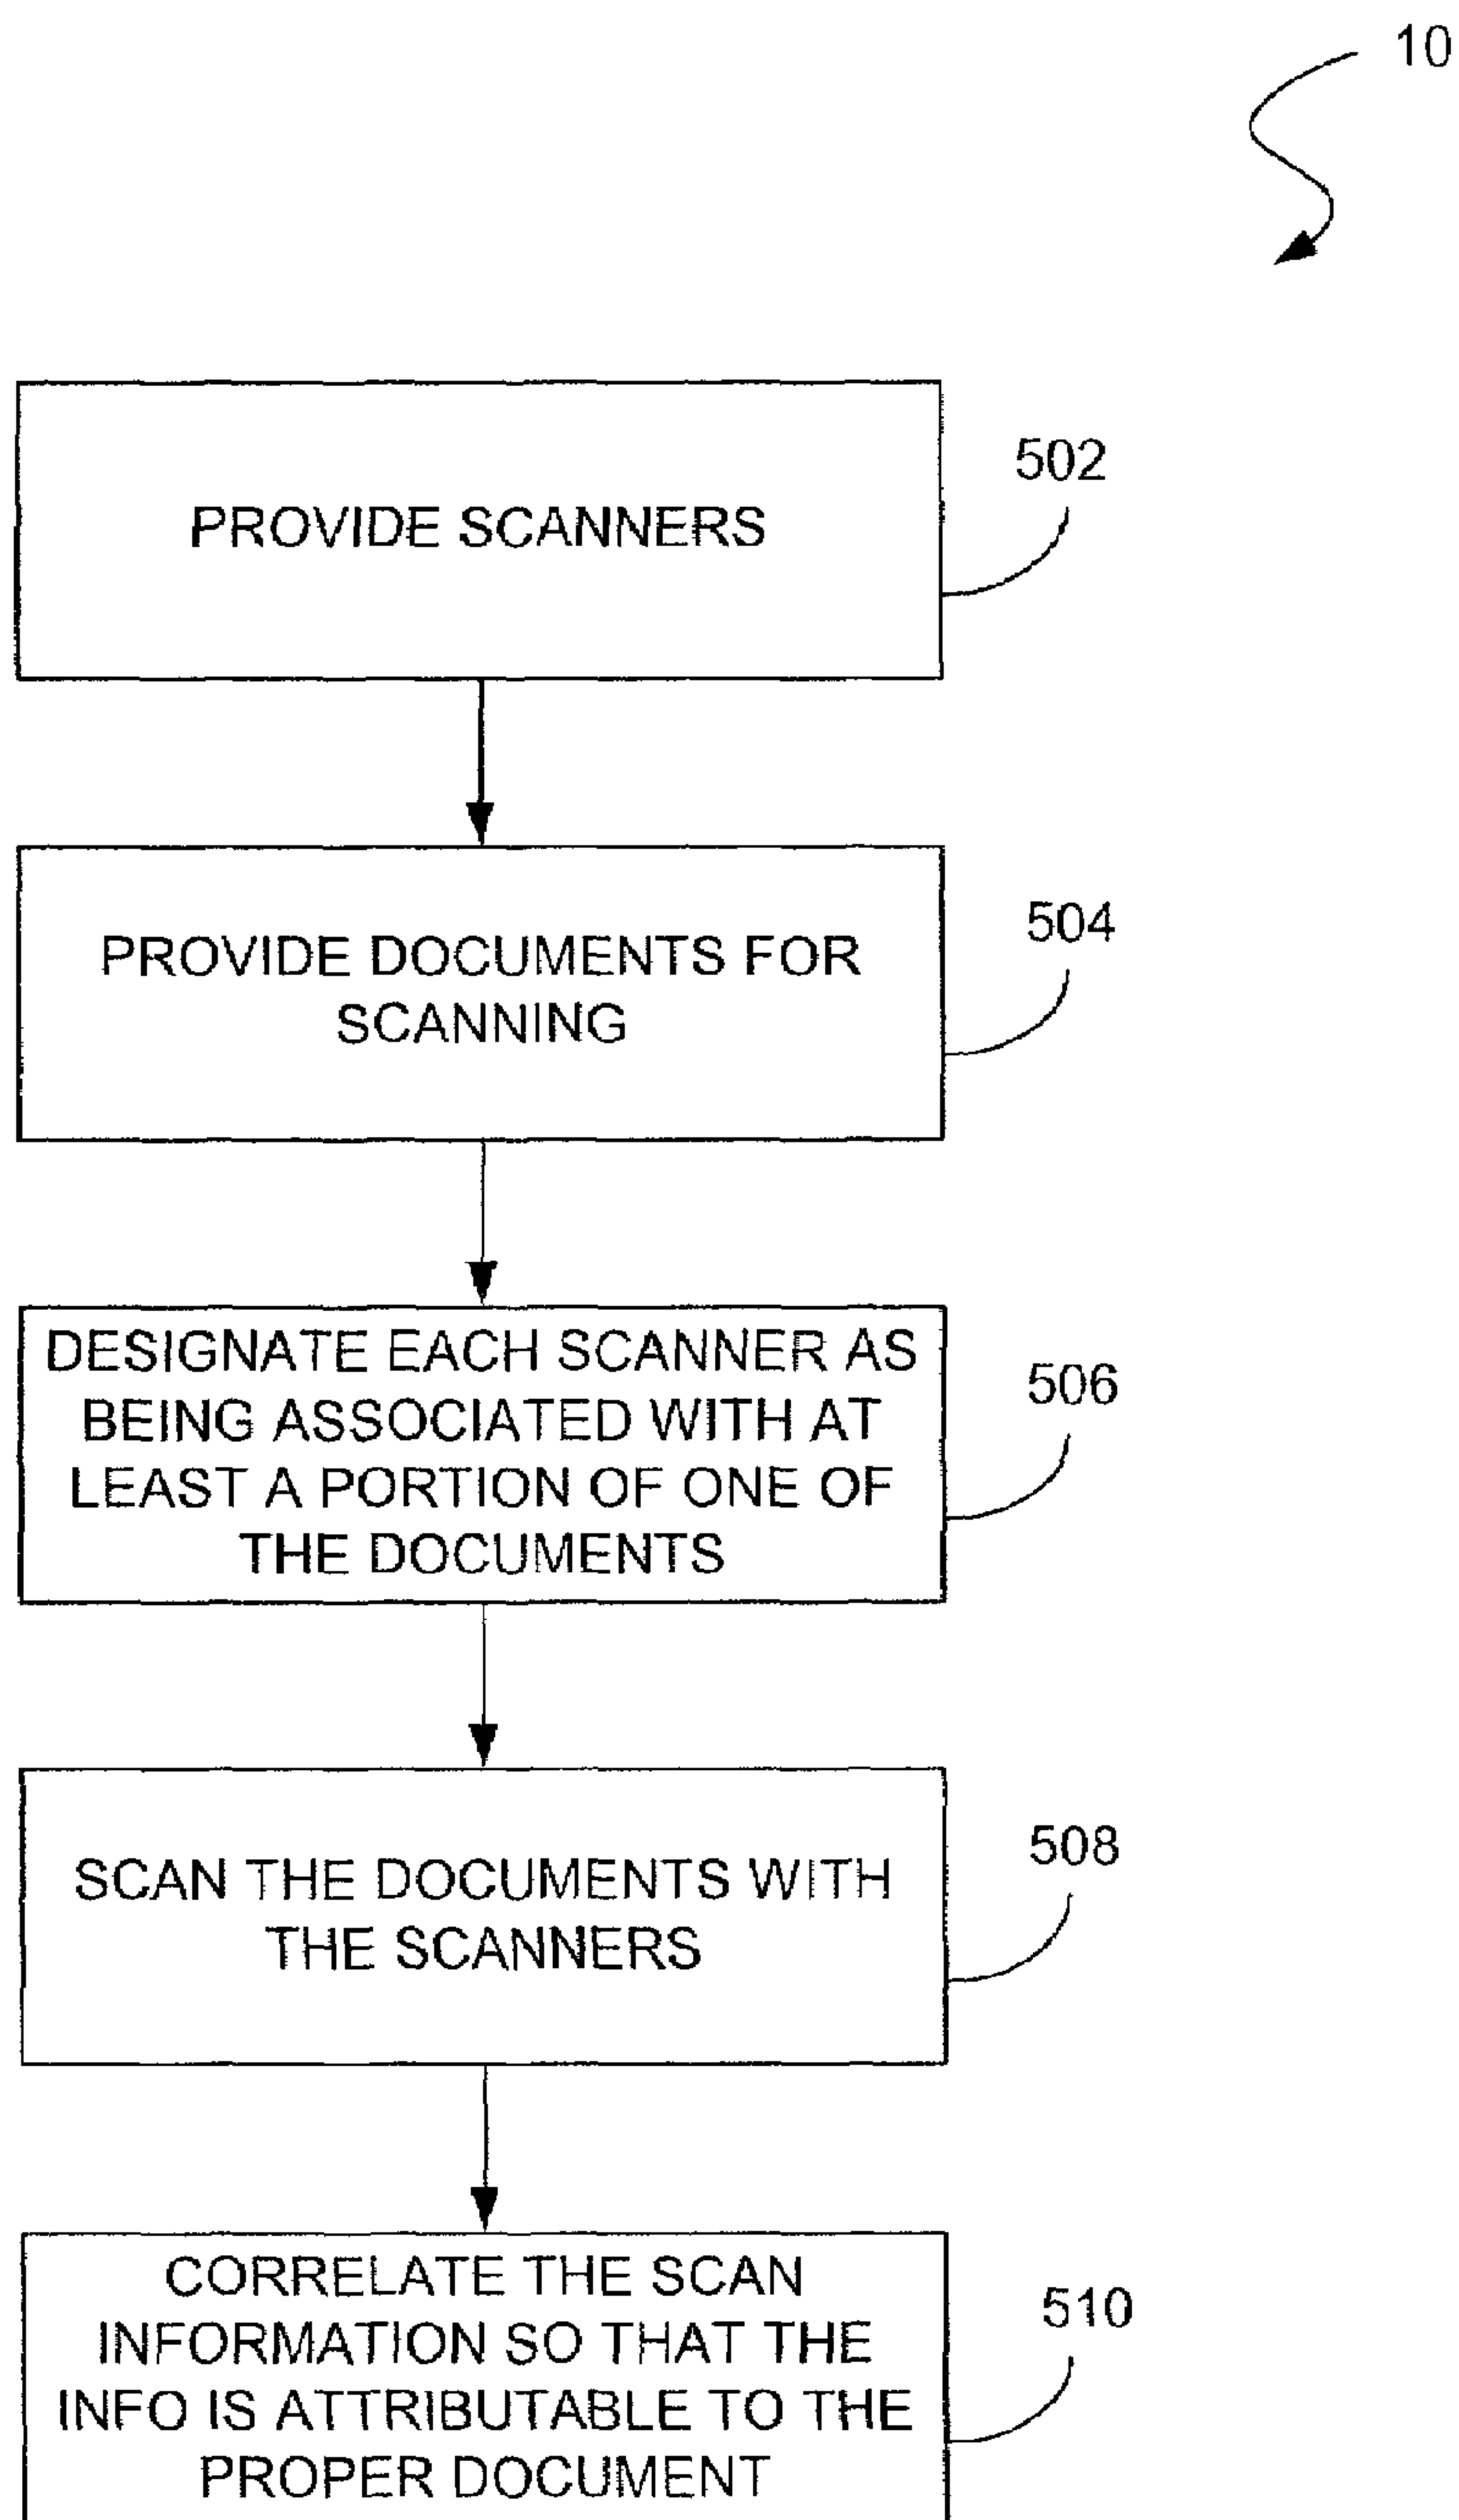 10
PROVIDE SCANNERS
502
PROVIDE DOCUMENTS FOR
SCANNING
504
DESIGNATE EACH SCANNER AS
BEING ASSOCIATED WITH AT
LEAST A PORTION OF ONE OF
THE DOCUMENTS
506
SCAN THE DOCUMENTS WITH
THE SCANNERS
508
CORRELATE THE SCAN
INFORMATION SO THAT THE
INFO IS ATTRIBUTABLE TO THE
PROPER DOCUMENT
510